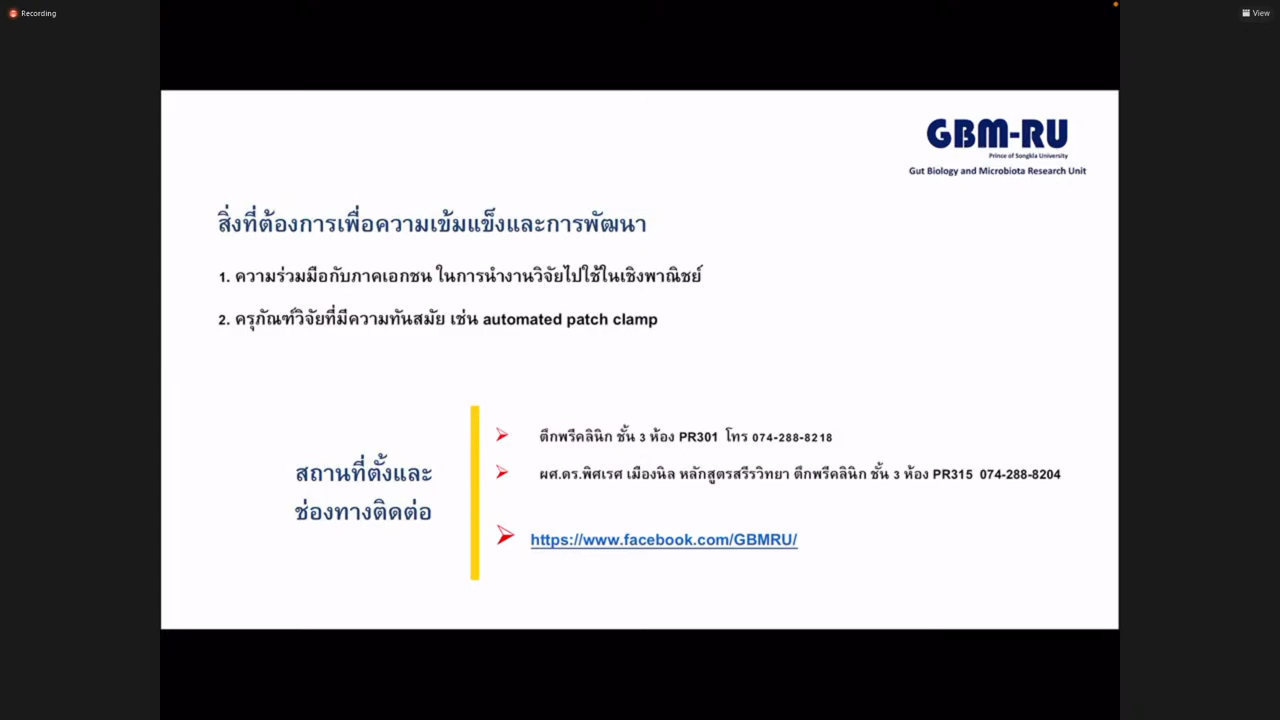 Recording
View
GBM-RU
Prince of Songkla University
Gut Biology and Microbiota Research Unit
สิ่งที่ต้องการเพื่อความเข้มแข็งและการพัฒนา
1. ความร่วมมือกับภาคเอกชน ในการนำงานวิจัยไปใช้ในเชิงพาณิชย์
2. ครุภัณฑ์วิจัยที่มีความทันสมัย เช่น automated patch clamp
สถานที่ตั้งและ
ช่องทางติดต่อ
ตึกพรีคลินิก ชั้น 3 ห้อง PR301 โทร 074-288-8218
ผศ.ดร.พิศเรศ เมืองนิล หลักสูตรสรีรวิทยา ตึกพรีคลินิก ชั้น 3 ห้อง PR315 074-288-8204
https://www.facebook.com/GBMRU/